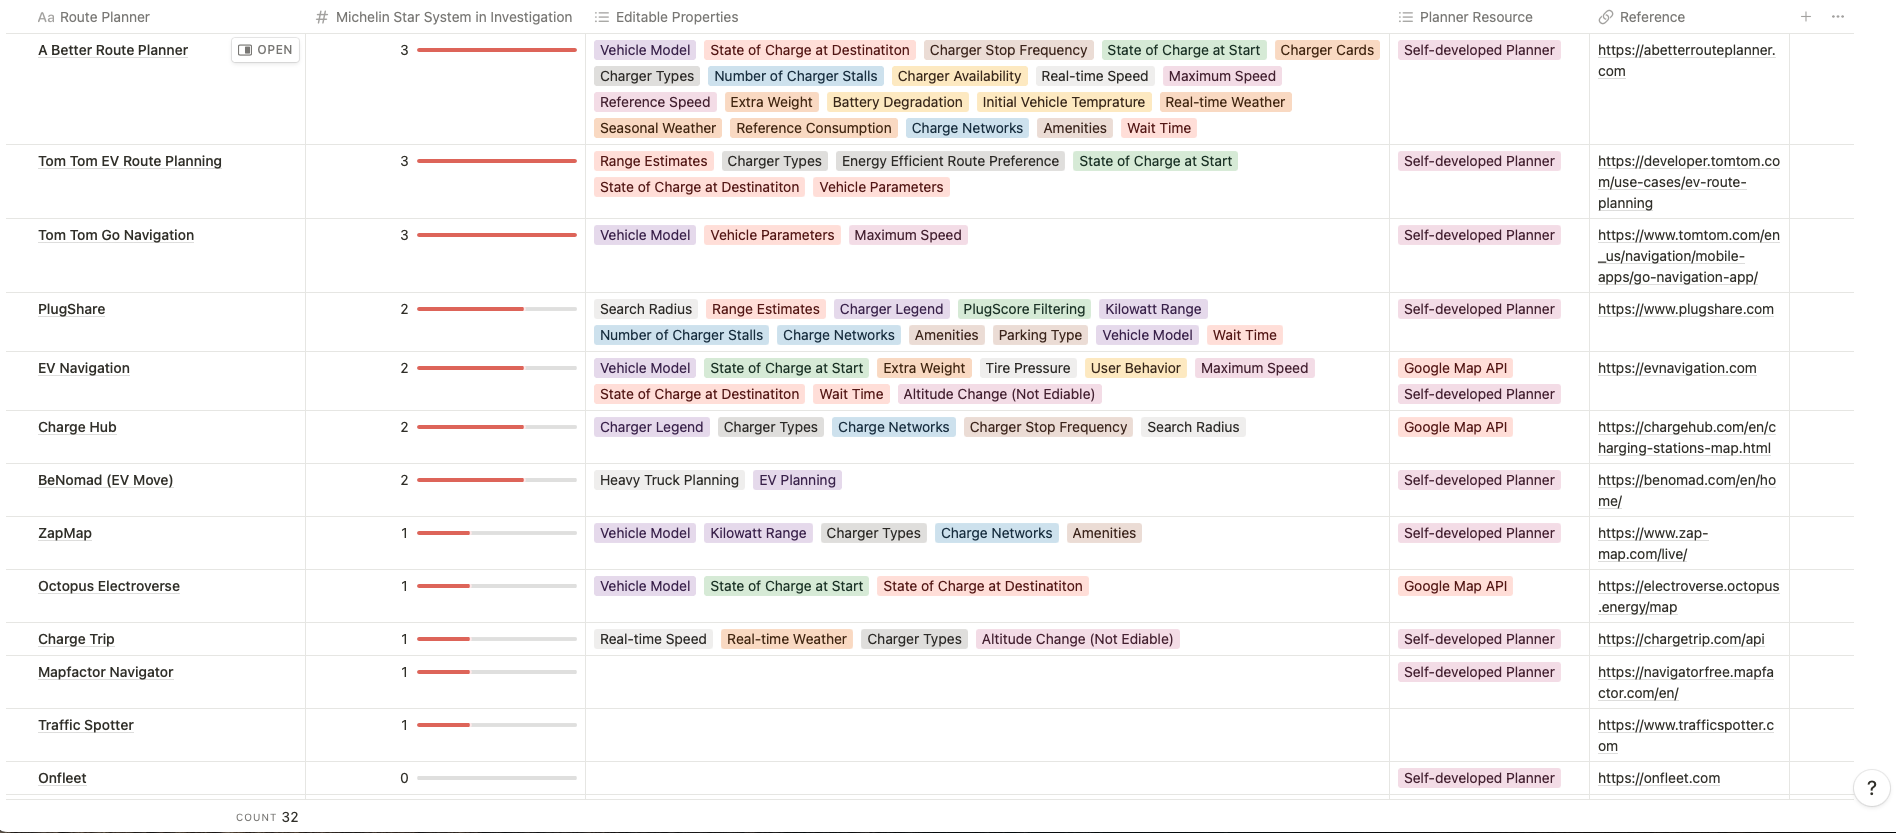 Aa Route Planner # Michelin Star System in Investigation Editable Properties Planner Resource Reference + ···
A Better Route Planner OPEN 3 Vehicle Model State of Charge at Destinatiton Charger Stop Frequency State of Charge at Start Charger Cards Self-developed Planner https://abetterrouteplanner.
Charger Types Number of Charger Stalls Charger Availability Real-time Speed Maximum Speed com
Reference Speed Extra Weight Battery Degradation Initial Vehicle Temprature Real-time Weather
Seasonal Weather Reference Consumption Charge Networks Amenities Wait Time
Tom Tom EV Route Planning 3 Range Estimates Charger Types Energy Efficient Route Preference State of Charge at Start Self-developed Planner https://developer.tomtom.co
State of Charge at Destinatiton Vehicle Parameters m/use-cases/ev-route-
planning
Tom Tom Go Navigation 3 Vehicle Model Vehicle Parameters Maximum Speed Self-developed Planner https://www.tomtom.com/en
_us/navigation/mobile-
apps/go-navigation-app/
PlugShare 2 Search Radius Range Estimates Charger Legend PlugScore Filtering Kilowatt Range Self-developed Planner https://www.plugshare.com
Number of Charger Stalls Charge Networks Amenities Parking Type Vehicle Model Wait Time
EV Navigation 2 Vehicle Model State of Charge at Start Extra Weight Tire Pressure User Behavior Maximum Speed Google Map API https://evnavigation.com
State of Charge at Destinatiton Wait Time Altitude Change (Not Ediable) Self-developed Planner
Charge Hub 2 Charger Legend Charger Types Charge Networks Charger Stop Frequency Search Radius Google Map API https://chargehub.com/en/c
harging-stations-map.html
BeNomad (EV Move) 2 Heavy Truck Planning EV Planning Self-developed Planner https://benomad.com/en/ho
me/
ZapMap 1 Vehicle Model Kilowatt Range Charger Types Charge Networks Amenities Self-developed Planner https://www.zap-
map.com/live/
Octopus Electroverse 1 Vehicle Model State of Charge at Start State of Charge at Destinatiton Google Map API https://electroverse.octopus
.energy/map
Charge Trip 1 Real-time Speed Real-time Weather Charger Types Altitude Change (Not Ediable) Self-developed Planner https://chargetrip.com/api
Mapfactor Navigator 1 Self-developed Planner https://navigatorfree.mapfa
ctor.com/en/
Traffic Spotter 1 https://www.trafficspotter.c
om
Onfleet 0 Self-developed Planner https://onfleet.com
?
COUNT 32